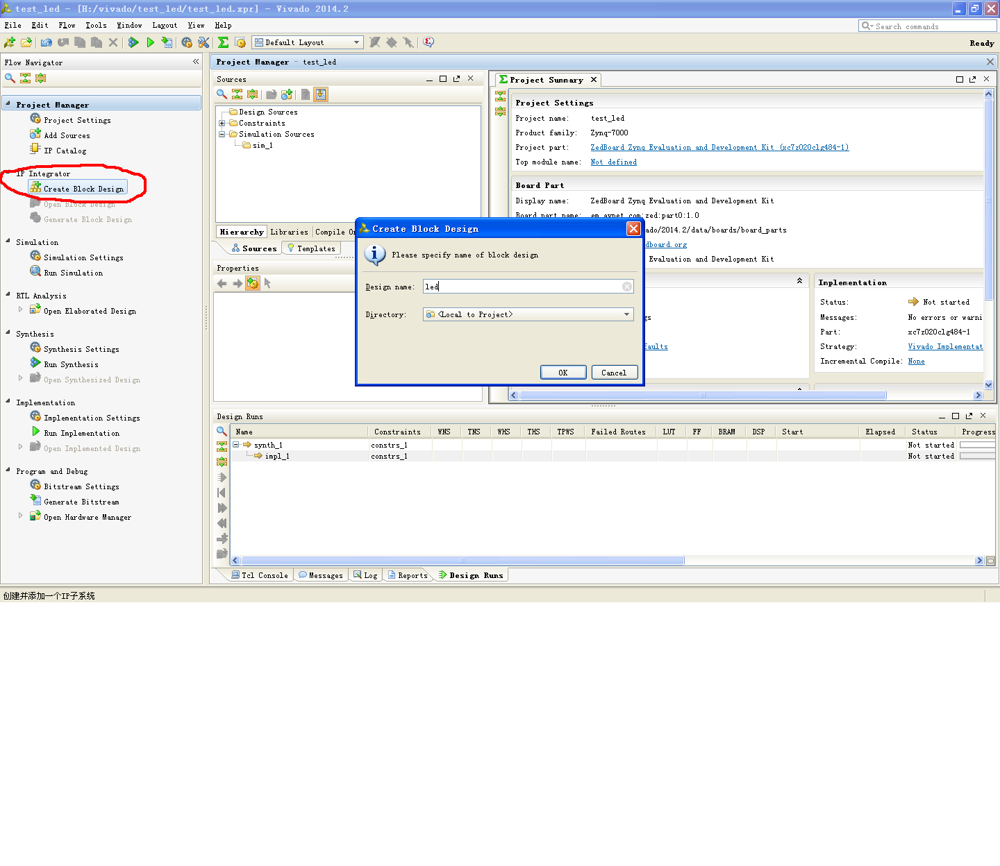 test_led - [H:/vivado/test_led/test_led.xpr] - Vivado 2014.2
File Edit Flow Tools Window Layout View Help
Search commands
Default Layout
Ready
Flow Navigator
Project Manager
Project Settings
Add Sources
IP Catalog
IP Integrator
Create Block Design
Open Block Design
Generate Block Design
Simulation
Simulation Settings
Run Simulation
RTL Analysis
Open Elaborated Design
Synthesis
Synthesis Settings
Run Synthesis
Open Synthesized Design
Implementation
Implementation Settings
Run Implementation
Open Implemented Design
Program and Debug
Bitstream Settings
Generate Bitstream
Open Hardware Manager
Project Manager - test_led
Sources
Design Sources
Constraints
Simulation Sources
sim_1
Hierarchy Libraries Compile
Sources Templates
Properties
Project Summary
Project Settings
Project name: test_led
Product family: Zynq-7000
Project part: ZedBoard Zynq Evaluation and Development Kit (xc7z020clg484-1)
Top module name: Not defined
Board Part
Display name: ZedBoard Zynq Evaluation and Development Kit
Board part name: em.avnet.com:zed:part0:1.0
ado/2014.2/data/boards/board_parts
dboard.org
Evaluation and Development Kit
Create Block Design
Please specify name of block design
Design name: led
Directory: <Local to Project>
OK Cancel
gs
faults
Implementation
Status: Not started
Messages: No errors or warni
Part: xc7z020clg484-1
Strategy: Vivado Implementat
Incremental Compile: None
Design Runs
Name Constraints WNS TNS WHS THS TPWS Failed Routes LUT FF BRAM DSP Start Elapsed Status Progress
synth_1 constrs_1 Not started
impl_1 constrs_1 Not started
Tcl Console Messages Log Reports Design Runs
创建并添加一个IP子系统